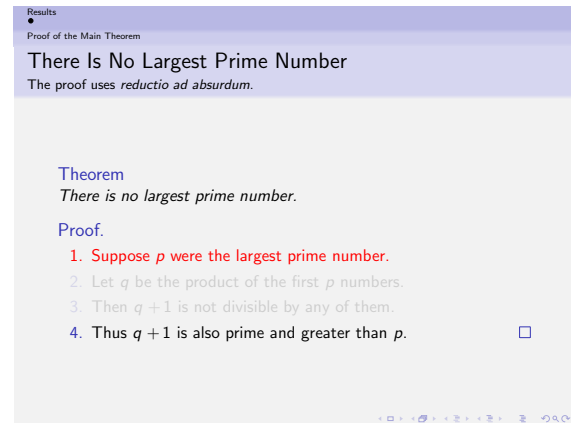 Results
Proof of the Main Theorem
There Is No Largest Prime Number
The proof uses reductio ad absurdum.
Theorem
There is no largest prime number.
Proof.
1. Suppose p were the largest prime number.
2. Let q be the product of the first p numbers.
3. Then q + 1 is not divisible by any of them.
4. Thus q + 1 is also prime and greater than p.